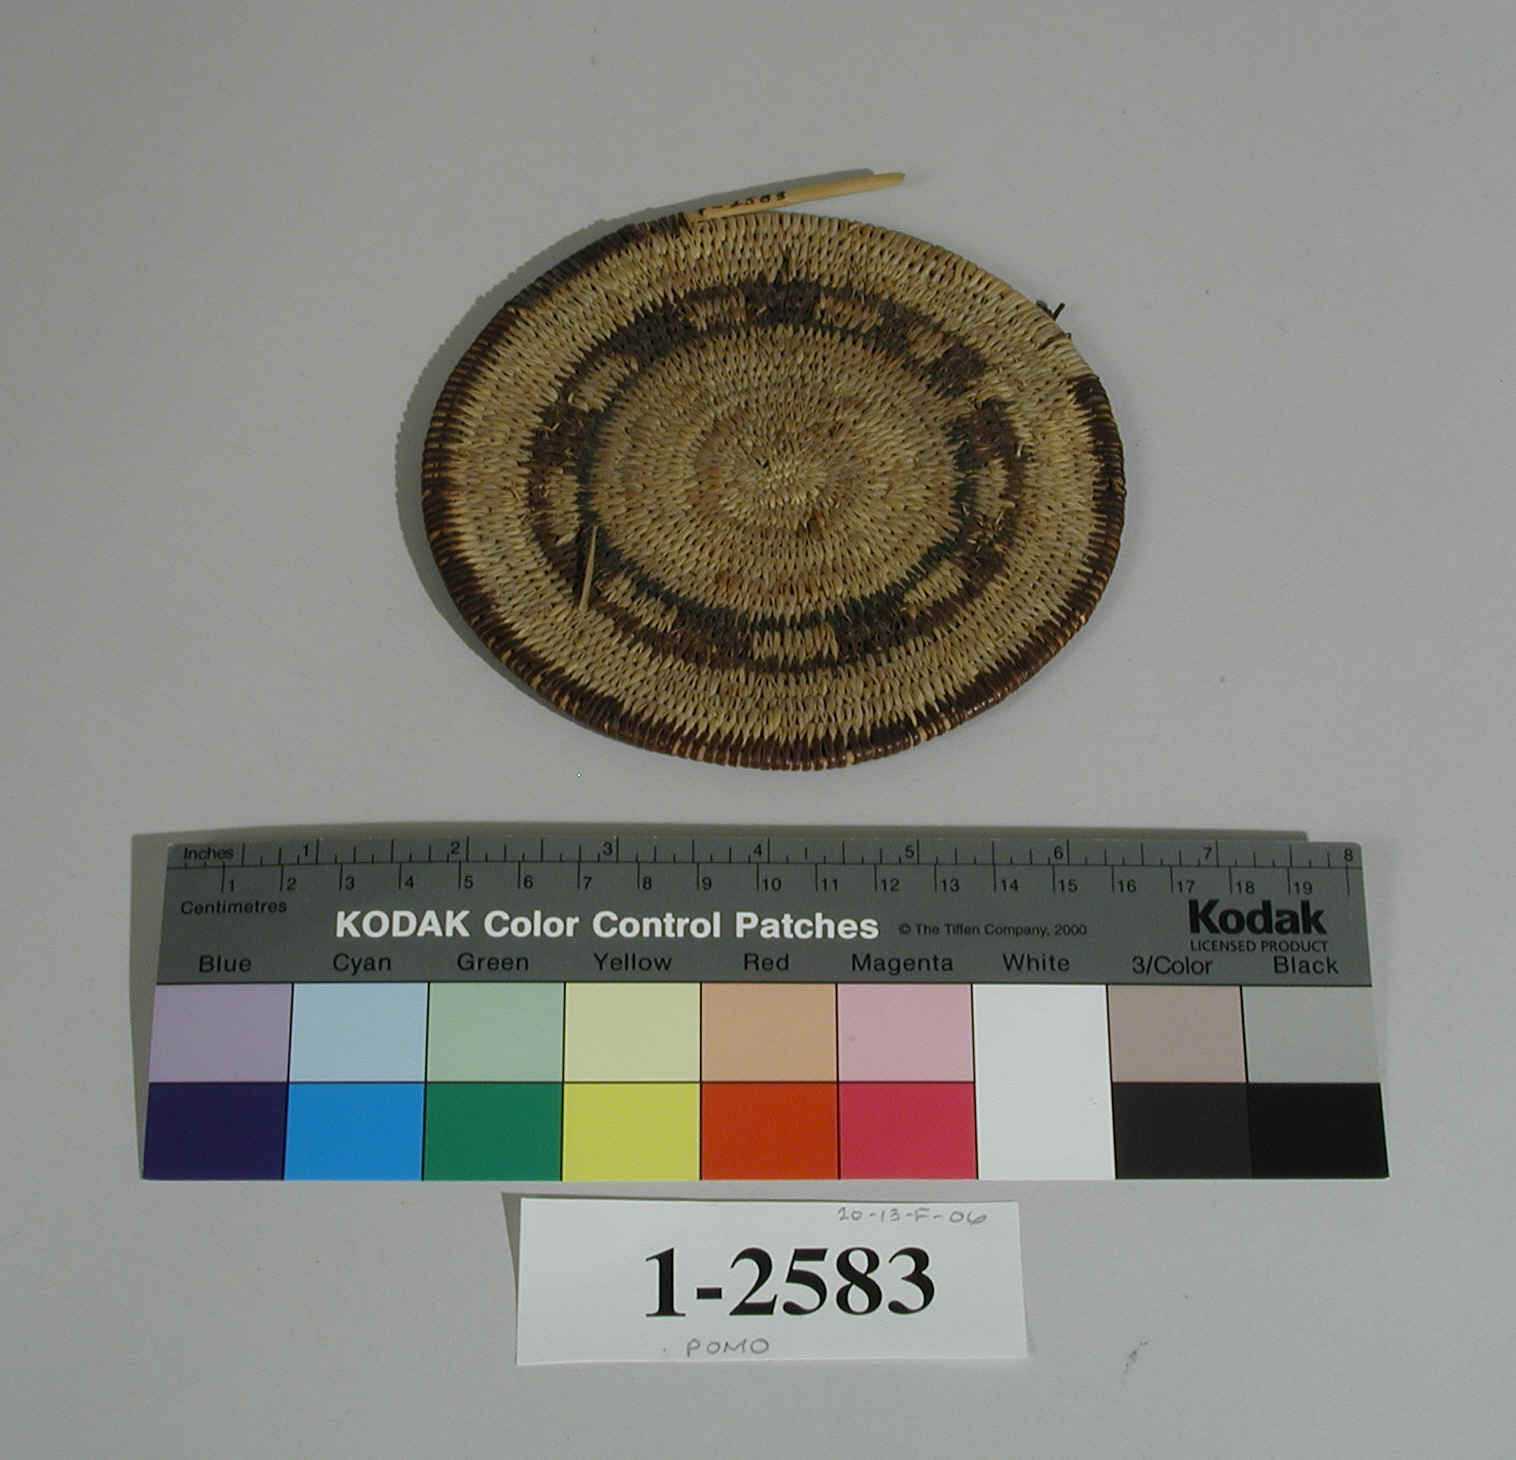 1-2583
Inches 1 2 3 4 5 6 7 8
1 2 3 4 5 6 7 8 9 10 11 12 13 14 15 16 17 18 19
Centimetres
KODAK Color Control Patches © The Tiffen Company, 2000
Kodak
LICENSED PRODUCT
Blue Cyan Green Yellow Red Magenta White 3/Color Black
20-13-F-06
1-2583
POMO